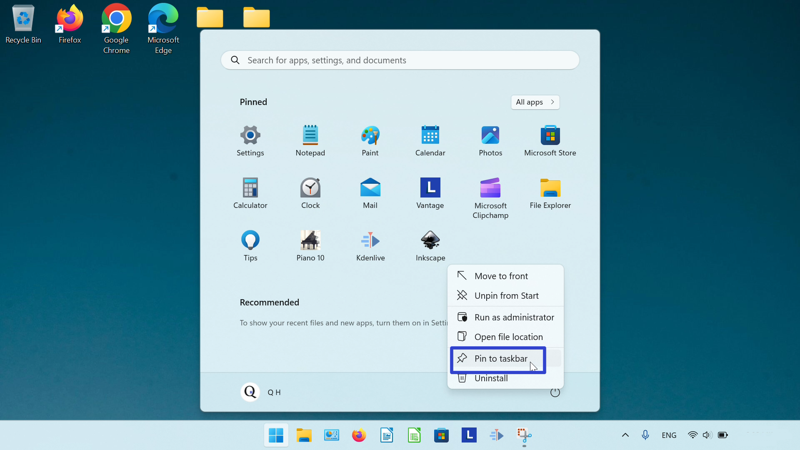 Recycle Bin
Firefox
Google
Chrome
Microsoft
Edge
Search for apps, settings, and documents
Pinned
All apps
Settings
Notepad
Paint
Calendar
Photos
Microsoft Store
Calculator
Clock
Mail
L
Vantage
Microsoft
Clipchamp
File Explorer
Tips
Piano 10
Kdenlive
Inkscape
Move to front
Unpin from Start
Run as administrator
Open file location
Pin to taskbar
Uninstall
Recommended
To show your recent files and new apps, turn them on in
Q
Q H
L
ENG